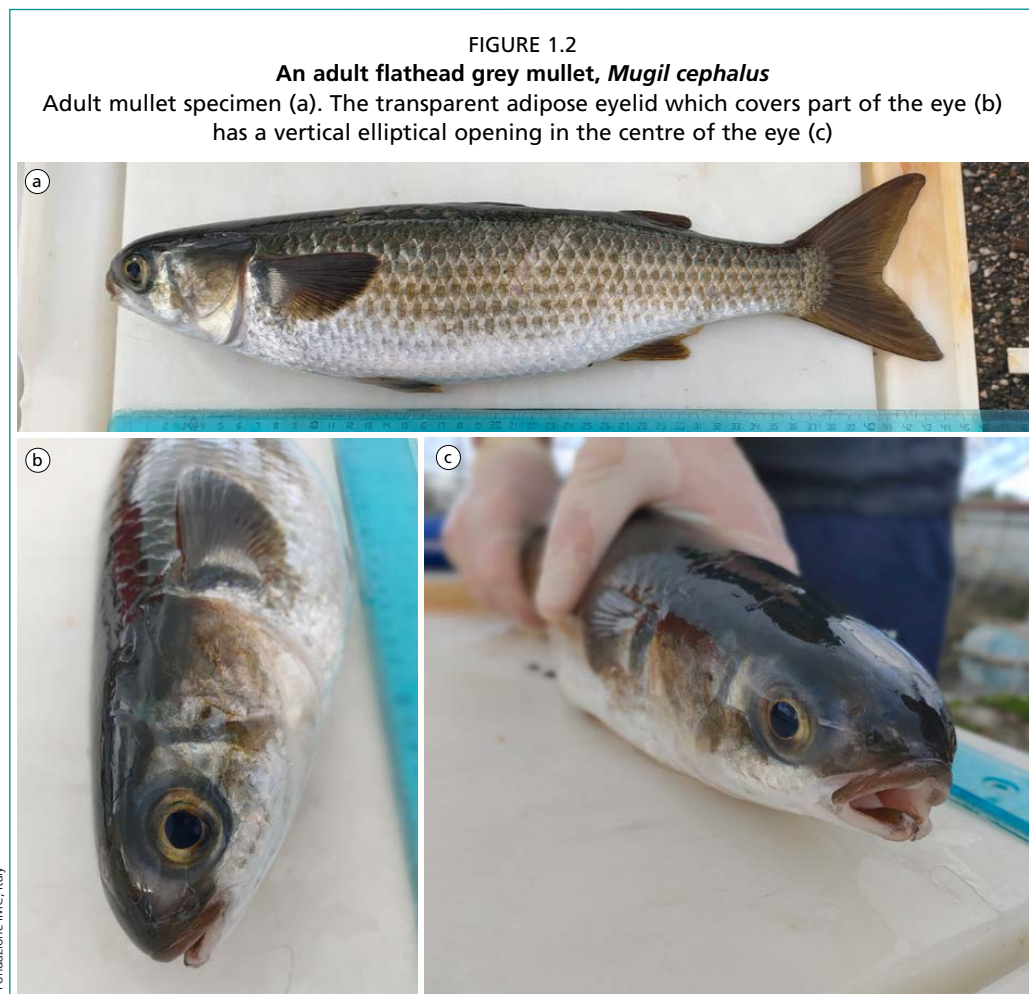 FIGURE 1.2
An adult flathead grey mullet, Mugil cephalus
Adult mullet specimen (a). The transparent adipose eyelid which covers part of the eye (b)
has a vertical elliptical opening in the centre of the eye (c)
a
b
c